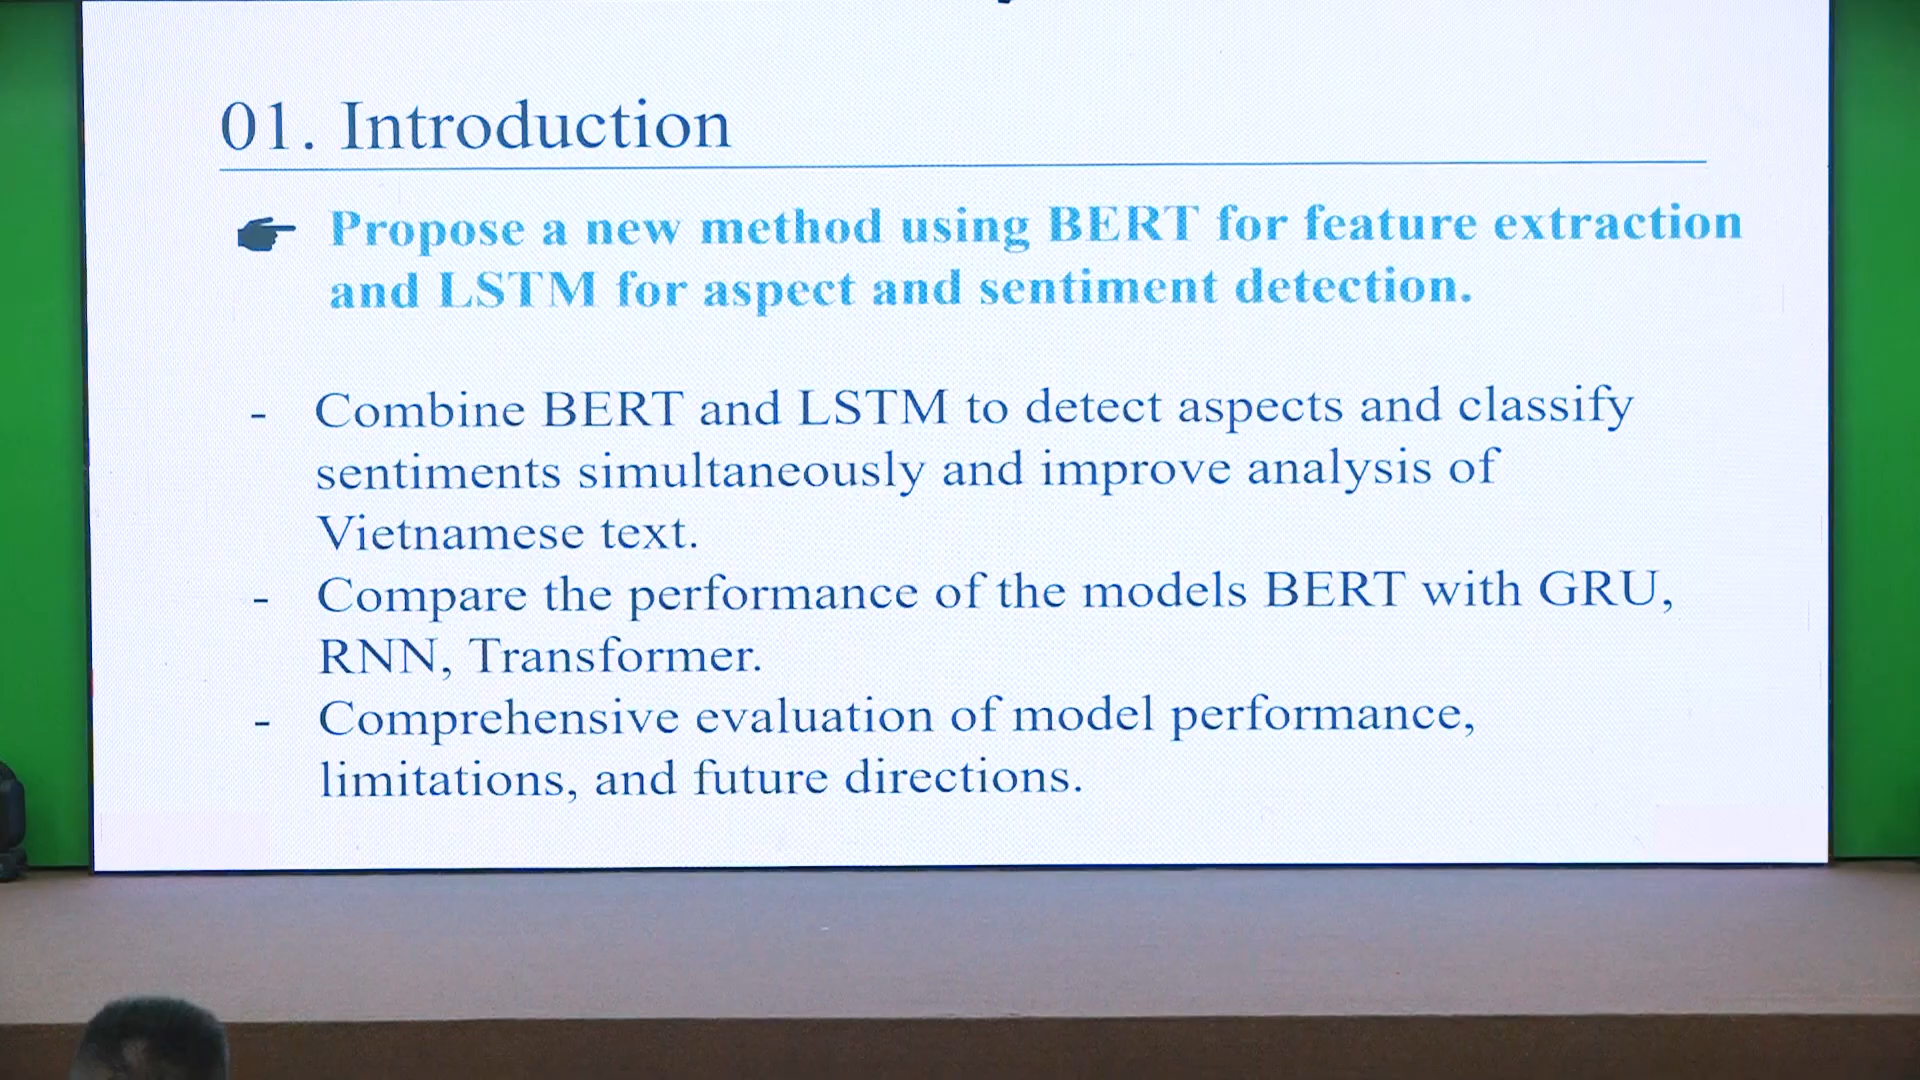 01. Introduction
Propose a new method using BERT for feature extraction
and LSTM for aspect and sentiment detection.
- Combine BERT and LSTM to detect aspects and classify
sentiments simultaneously and improve analysis of
Vietnamese text.
- Compare the performance of the models BERT with GRU,
RNN, Transformer.
- Comprehensive evaluation of model performance,
limitations, and future directions.